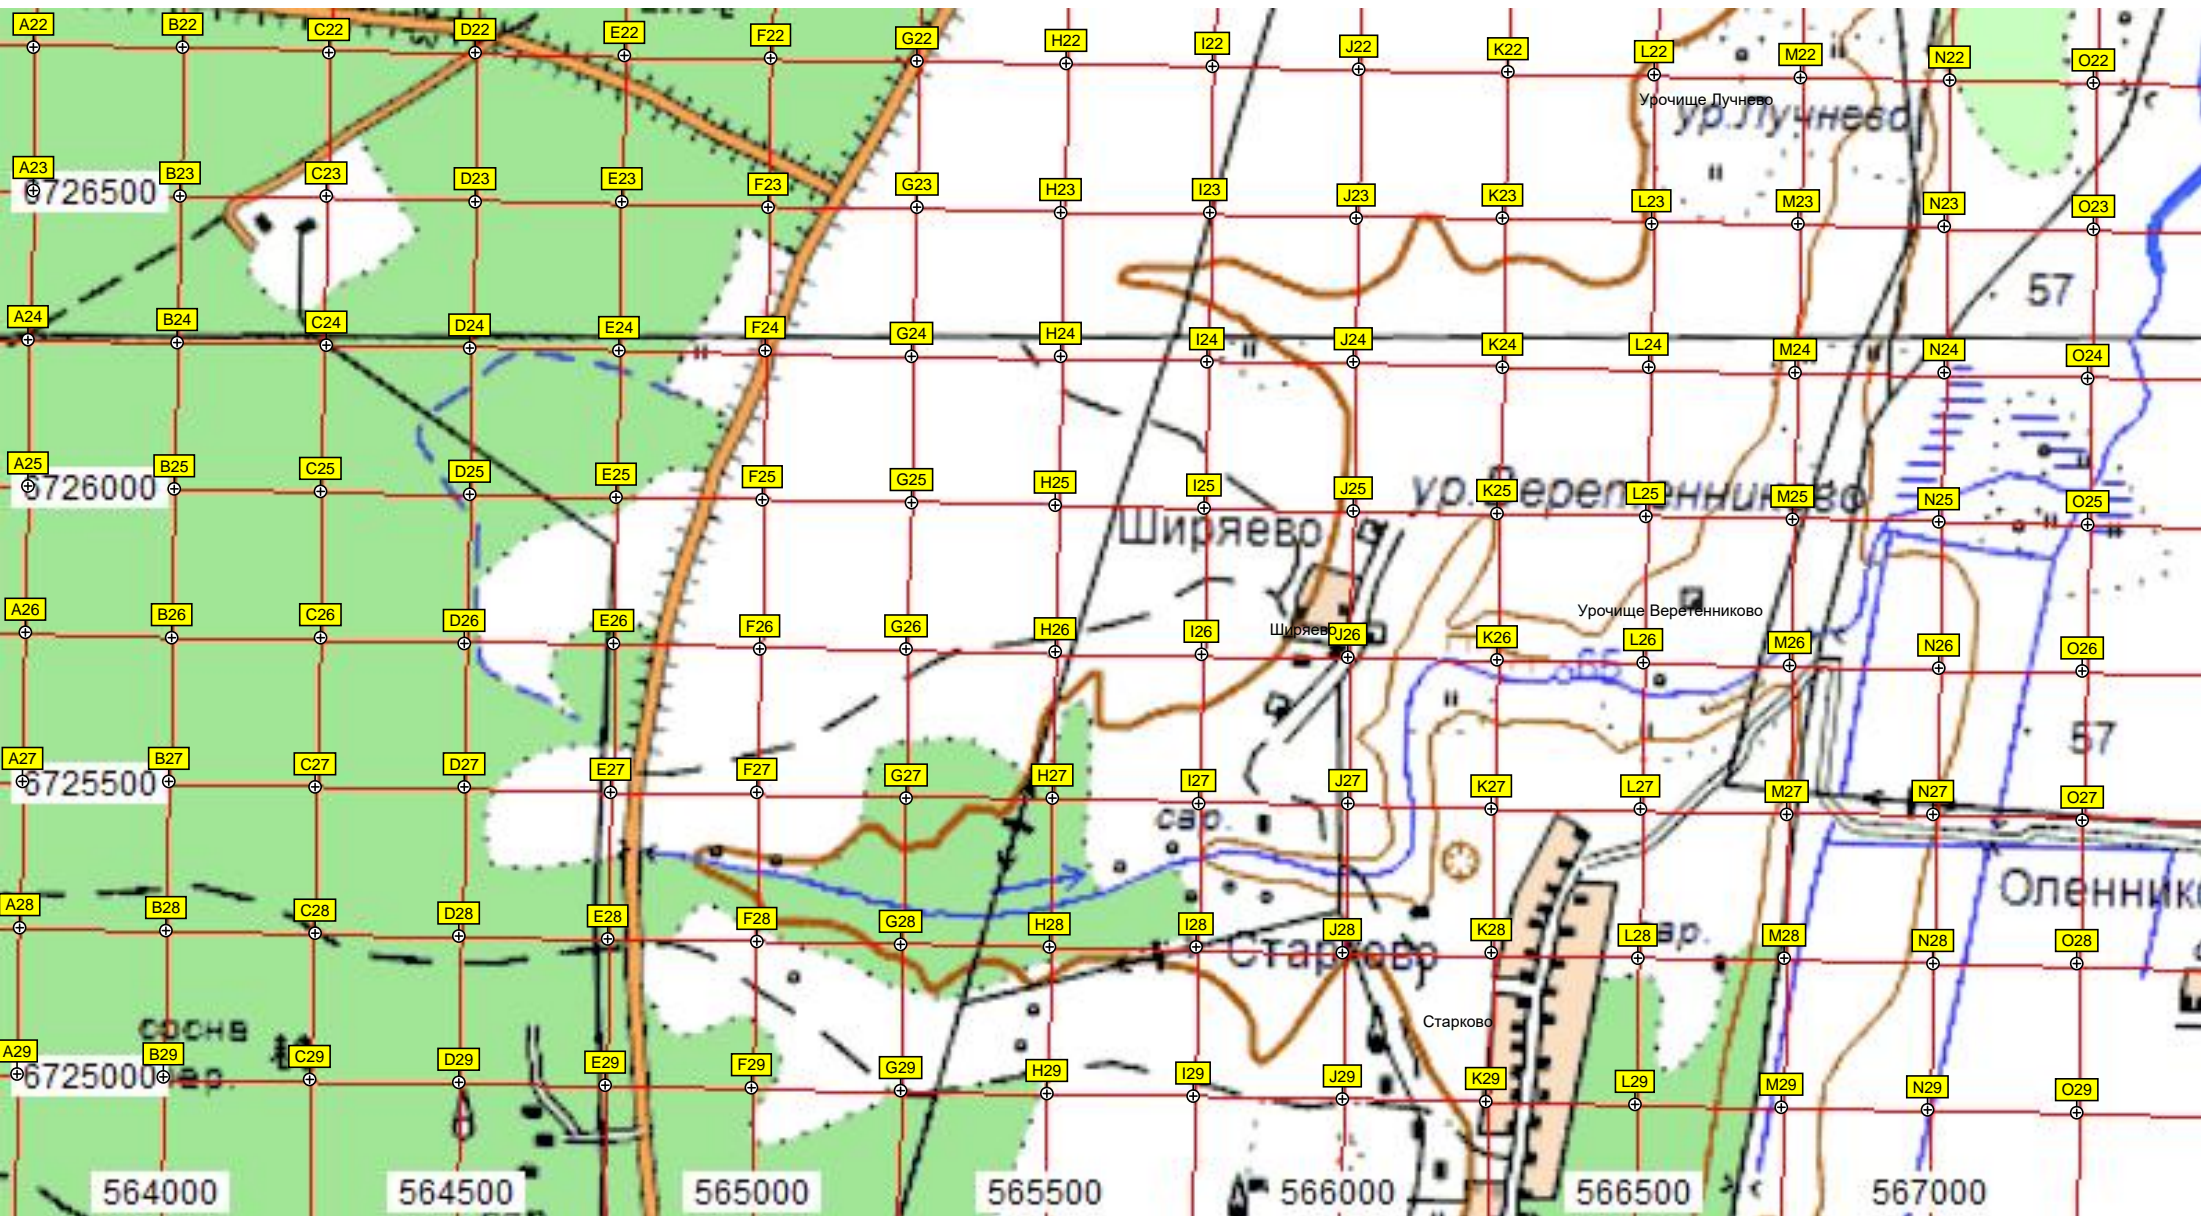 A22 B22 C22 D22 E22 F22 G22 H22 I22 J22 K22 L22 M22 N22 O22
Урочище Лучнево
ур.Лучнево
A23 B23 C23 D23 E23 F23 G23 H23 I23 J23 K23 L23 M23 N23 O23
6726500
57
A24 B24 C24 D24 E24 F24 G24 H24 I24 J24 K24 L24 M24 N24 O24
A25 B25 C25 D25 E25 F25 G25 H25 I25 J25 K25 L25 M25 N25 O25
6726000
ур.Веретенниково
Ширяево
A26 B26 C26 D26 E26 F26 G26 H26 I26 J26 K26 L26 M26 N26 O26
Урочище Веретенниково
Ширяево
57
A27 B27 C27 D27 E27 F27 G27 H27 I27 J27 K27 L27 M27 N27 O27
6725500
свр.
A28 B28 C28 D28 E28 F28 G28 H28 I28 J28 K28 L28 M28 N28 O28
Старково
Старково
соснв
A29 B29 C29 D29 E29 F29 G29 H29 I29 J29 K29 L29 M29 N29 O29
6725000
564000 564500 565000 565500 566000 566500 567000